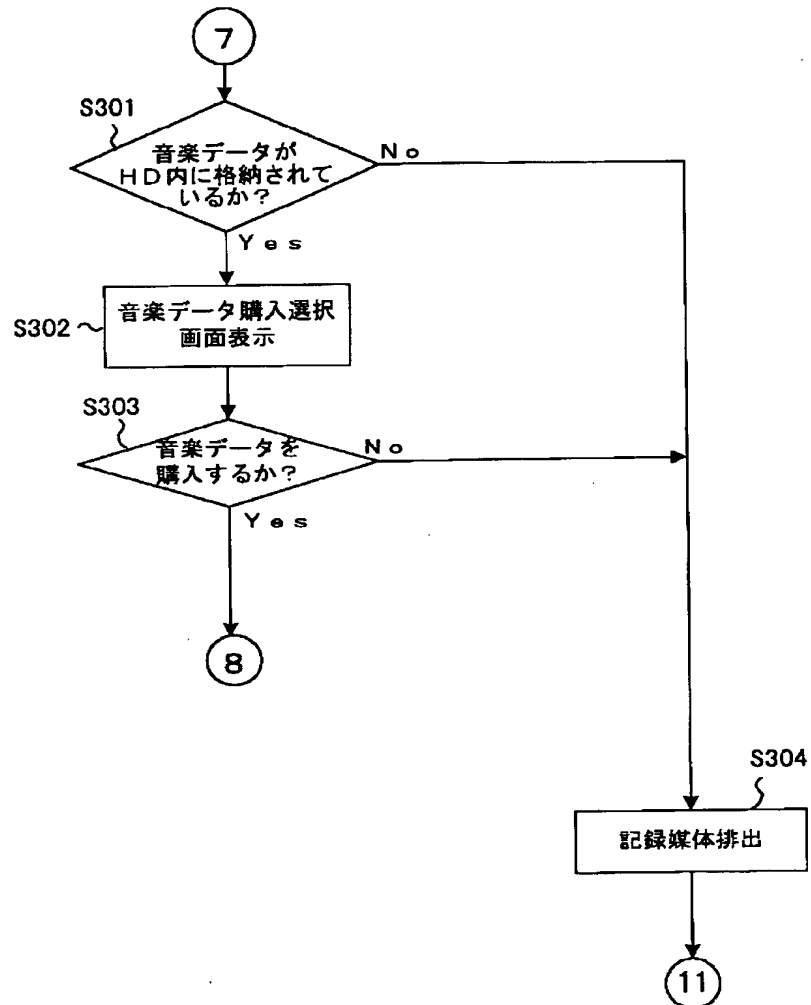 7
S301
音楽データが
HD内に格納されて
いるか？
No
Yes
S302
音楽データ購入選択
画面表示
S303
音楽データを
購入するか？
No
Yes
8
S304
記録媒体排出
11